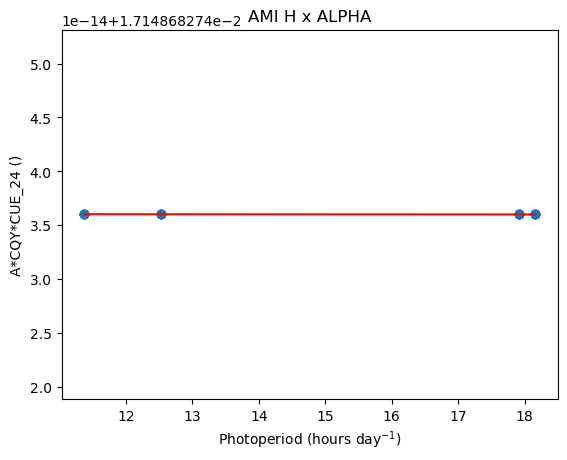 AMI H x ALPHA
1e−14+1.714868274e−2
5.0
4.5
4.0
3.5
3.0
2.5
2.0
A*CQY*CUE_24 ()
12 13 14 15 16 17 18
Photoperiod (hours day⁻¹)